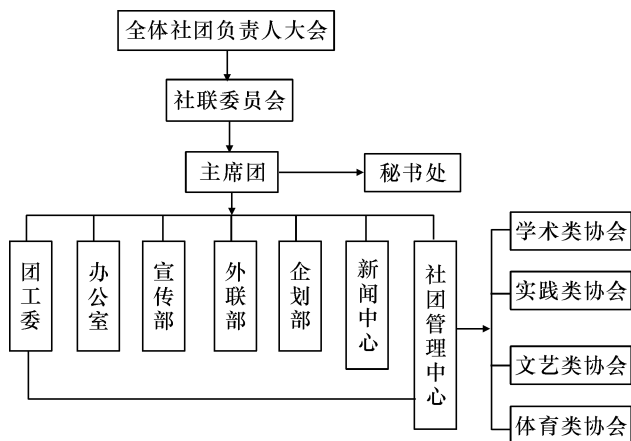 全体社团负责人大会
社联委员会
主席团
秘书处
团工委
办公室
宣传部
外联部
企划部
新闻中心
社团管理中心
学术类协会
实践类协会
文艺类协会
体育类协会